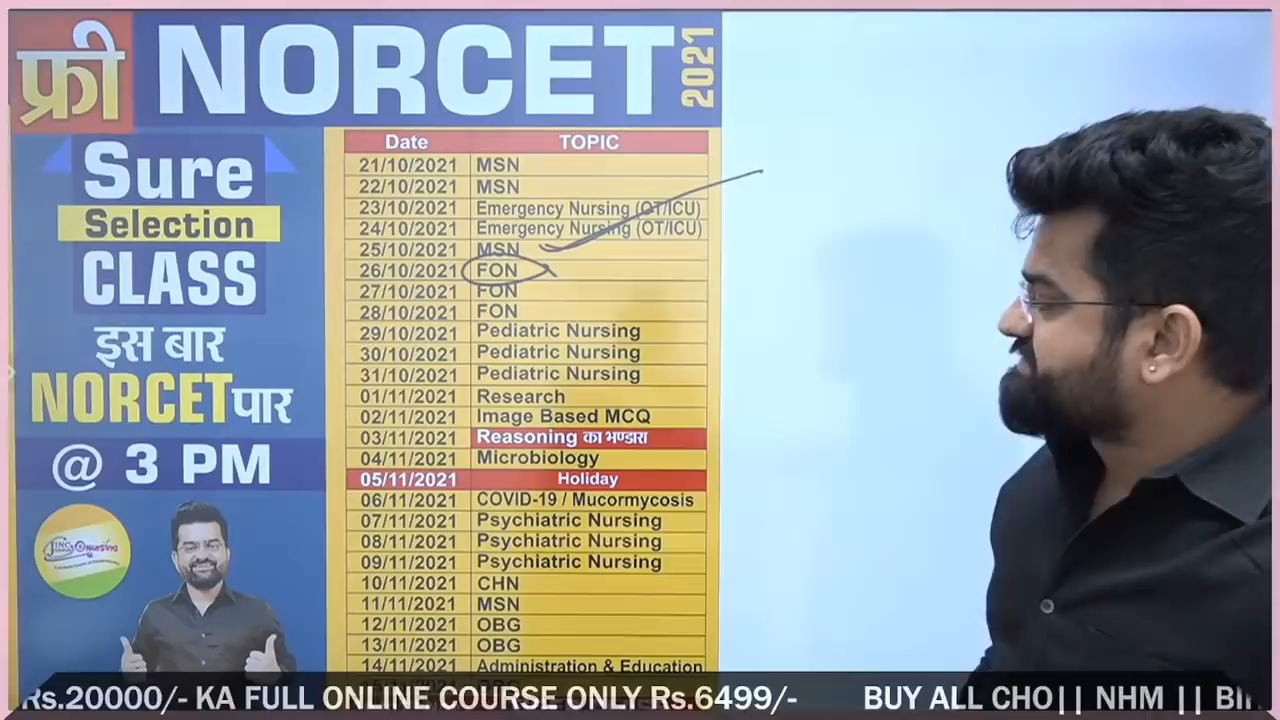 फ्री NORCET 2021
Sure
Selection
CLASS
इस बार
NORCET पार
@ 3 PM
Nursing
Date TOPIC
21/10/2021 MSN
22/10/2021 MSN
23/10/2021 Emergency Nursing (OT/ICU)
24/10/2021 Emergency Nursing (OT/ICU)
25/10/2021 MSN
26/10/2021 FON
27/10/2021 FON
28/10/2021 FON
29/10/2021 Pediatric Nursing
30/10/2021 Pediatric Nursing
31/10/2021 Pediatric Nursing
01/11/2021 Research
02/11/2021 Image Based MCQ
03/11/2021 Reasoning का भण्डारा
04/11/2021 Microbiology
05/11/2021 Holiday
06/11/2021 COVID-19 / Mucormycosis
07/11/2021 Psychiatric Nursing
08/11/2021 Psychiatric Nursing
09/11/2021 Psychiatric Nursing
10/11/2021 CHN
11/11/2021 MSN
12/11/2021 OBG
13/11/2021 OBG
14/11/2021 Administration & Education
Rs.20000/- KA FULL ONLINE COURSE ONLY Rs.6499/- BUY ALL CHO|| NHM ||